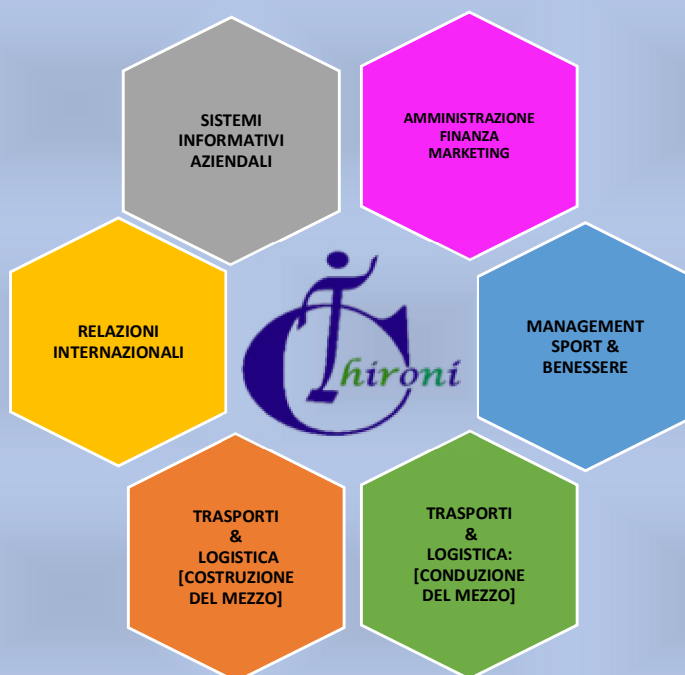 SISTEMI
INFORMATIVI
AZIENDALI
AMMINISTRAZIONE
FINANZA
MARKETING
RELAZIONI
INTERNAZIONALI
Chironi
MANAGEMENT
SPORT &
BENESSERE
TRASPORTI
&
LOGISTICA
[COSTRUZIONE
DEL MEZZO]
TRASPORTI
&
LOGISTICA:
[CONDUZIONE
DEL MEZZO]